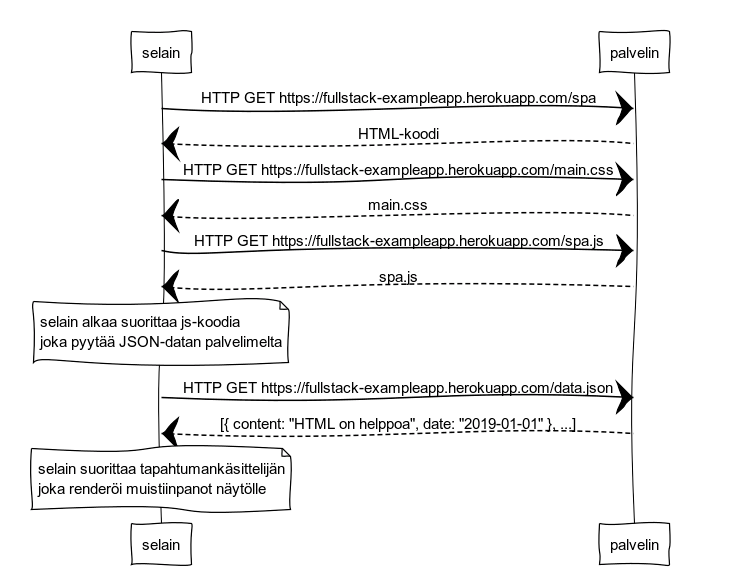 selain
palvelin
HTTP GET https://fullstack-exampleapp.herokuapp.com/spa
HTML-koodi
HTTP GET https://fullstack-exampleapp.herokuapp.com/main.css
main.css
HTTP GET https://fullstack-exampleapp.herokuapp.com/spa.js
spa.js
selain alkaa suorittaa js-koodia
joka pyytää JSON-datan palvelimelta
HTTP GET https://fullstack-exampleapp.herokuapp.com/data.json
[{ content: "HTML on helppoa", date: "2019-01-01" }, ...]
selain suorittaa tapahtumankäsittelijän
joka renderöi muistiinpanot näytölle
selain
palvelin